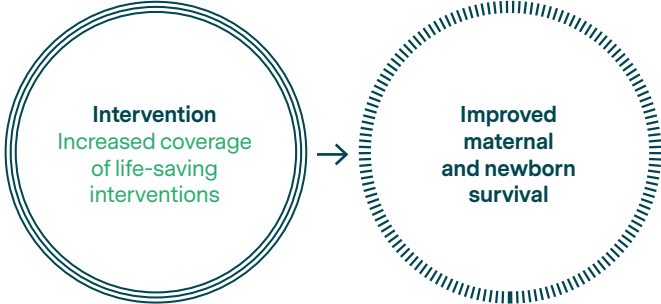 Intervention
Increased coverage
of life-saving
interventions
Improved
maternal
and newborn
survival